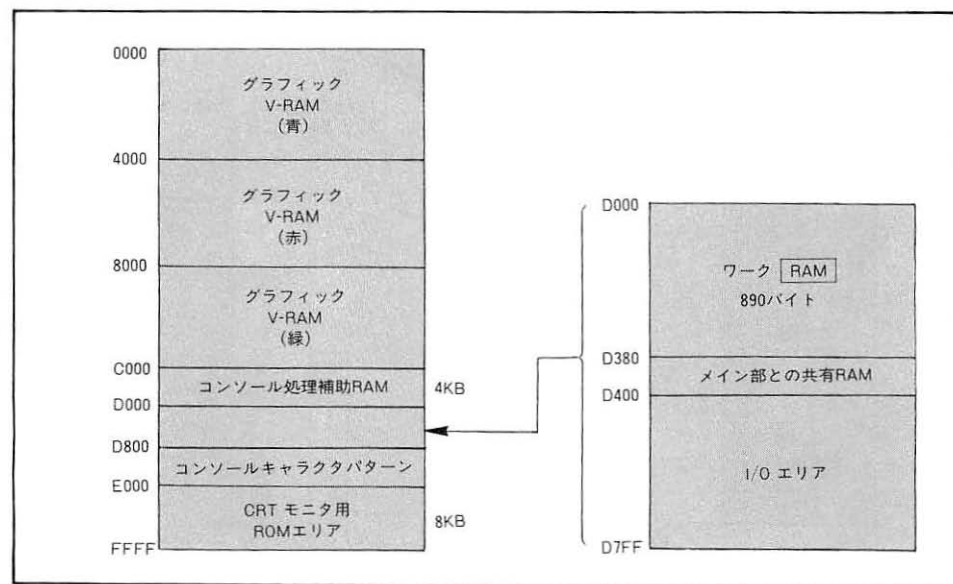 0000
グラフィック
V-RAM
(青)
4000
グラフィック
V-RAM
(赤)
8000
グラフィック
V-RAM
(緑)
C000
コンソール処理補助RAM
4KB
D000
D800
コンソールキャラクタパターン
E000
CRT モニタ用
ROMエリア
8KB
FFFF
D000
ワーク RAM
890バイト
D380
メイン部との共有RAM
D400
I/O エリア
D7FF